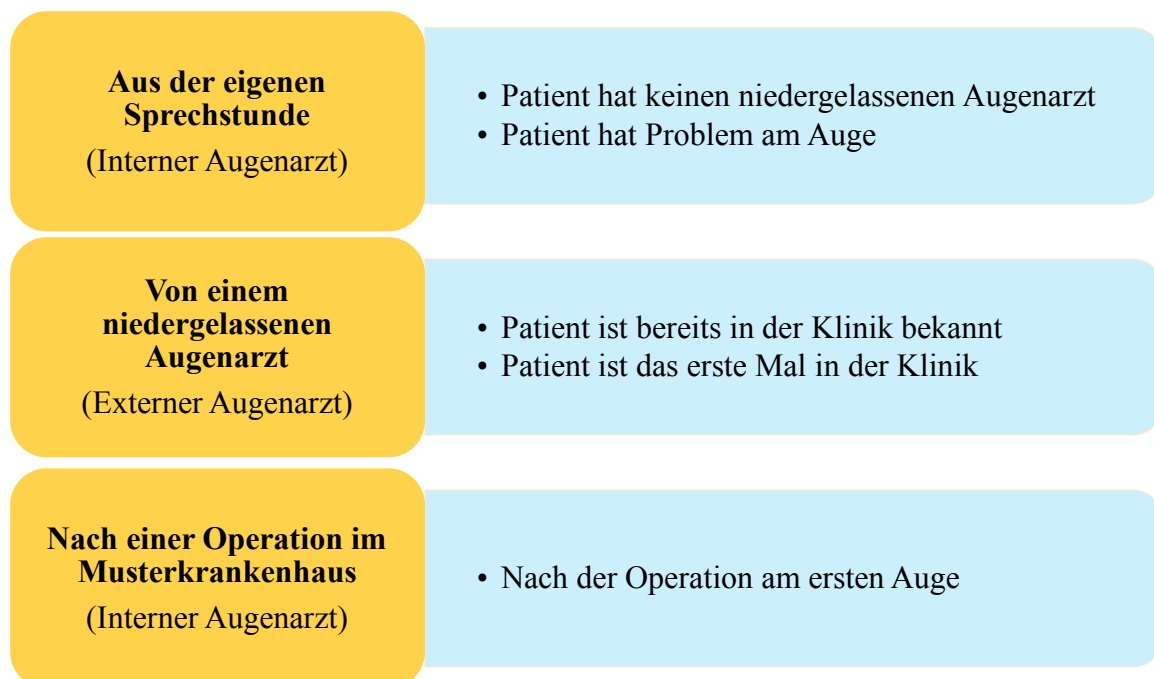 Aus der eigenen
Sprechstunde
(Interner Augenarzt)
• Patient hat keinen niedergelassenen Augenarzt
• Patient hat Problem am Auge
Von einem
niedergelassenen
Augenarzt
(Externer Augenarzt)
• Patient ist bereits in der Klinik bekannt
• Patient ist das erste Mal in der Klinik
Nach einer Operation im
Musterkrankenhaus
(Interner Augenarzt)
• Nach der Operation am ersten Auge